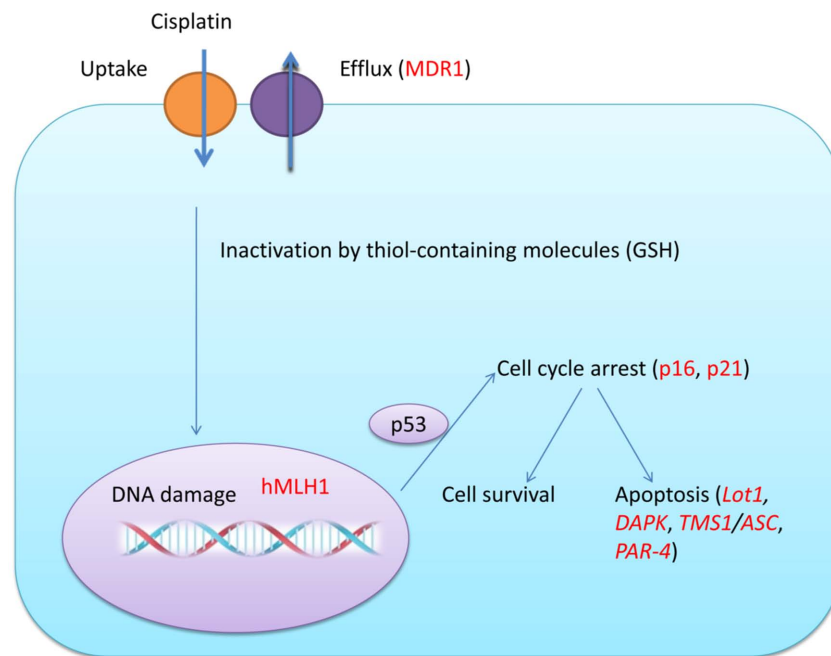 Cisplatin
Uptake
Efflux (MDR1)
Inactivation by thiol-containing molecules (GSH)
Cell cycle arrest (p16, p21)
p53
DNA damage hMLH1
Cell survival
Apoptosis (Lot1,
DAPK, TMS1/ASC,
PAR-4)